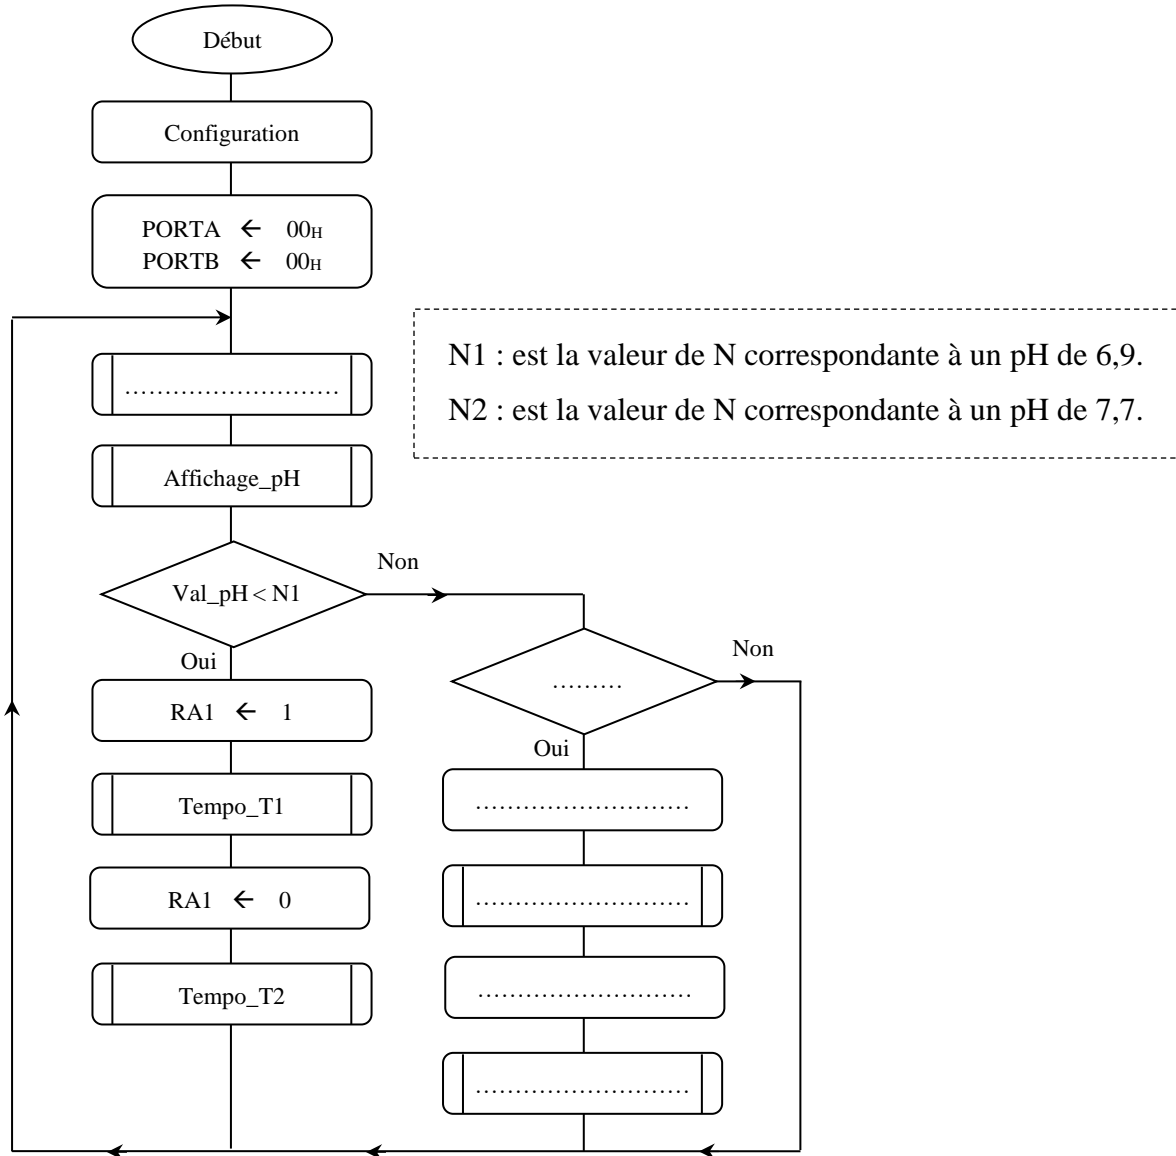 Début
Configuration
PORTA ← 00H
PORTB ← 00H
N1 : est la valeur de N correspondante à un pH de 6,9.
N2 : est la valeur de N correspondante à un pH de 7,7.
...........................
Affichage_pH
Val_pH < N1
Non
Oui
.........
Non
Oui
RA1 ← 1
Tempo_T1
RA1 ← 0
Tempo_T2
...........................
...........................
...........................
...........................